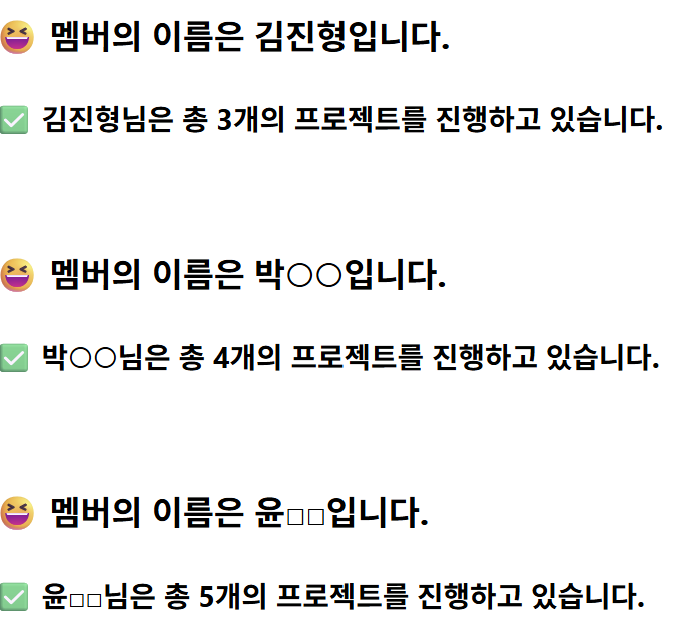 😆 멤버의 이름은 김진형입니다.
✅ 김진형님은 총 3개의 프로젝트를 진행하고 있습니다.
😆 멤버의 이름은 박○○입니다.
✅ 박○○님은 총 4개의 프로젝트를 진행하고 있습니다.
😆 멤버의 이름은 윤□□입니다.
✅ 윤□□님은 총 5개의 프로젝트를 진행하고 있습니다.